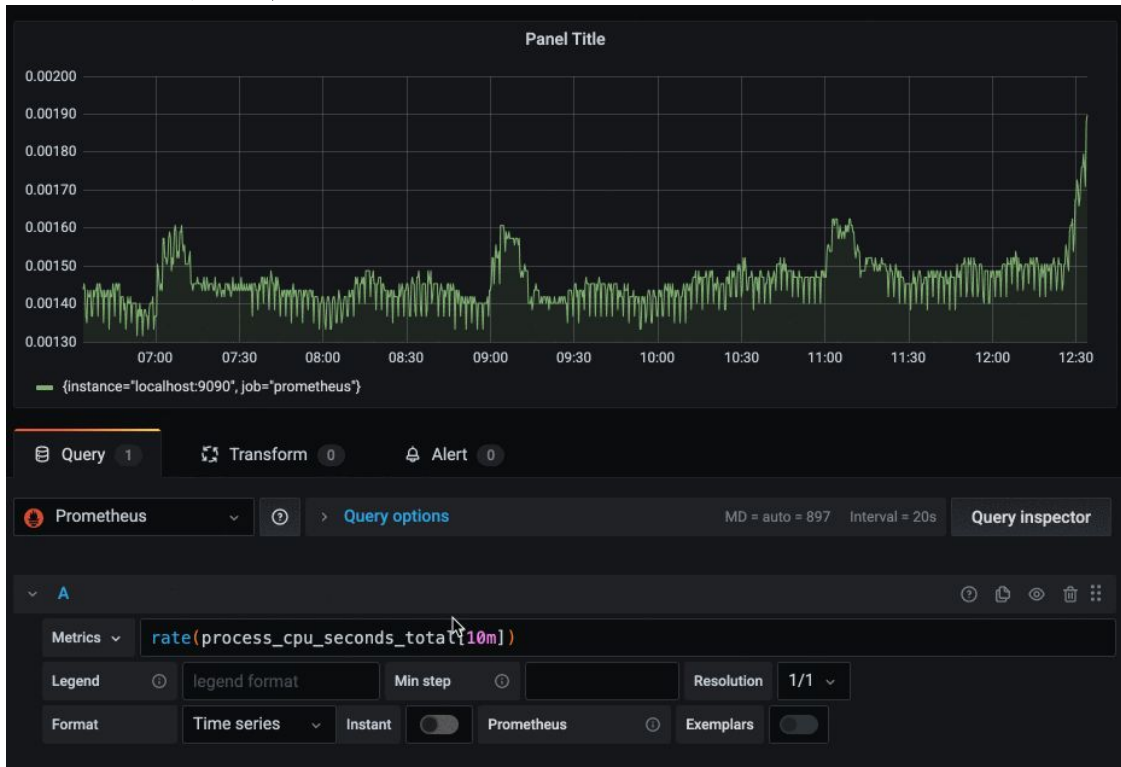 Panel Title
0.00200
0.00190
0.00180
0.00170
0.00160
0.00150
0.00140
0.00130
07:00 07:30 08:00 08:30 09:00 09:30 10:00 10:30 11:00 11:30 12:00 12:30
{instance="localhost:9090", job="prometheus"}
Query 1 Transform 0 Alert 0
Prometheus Query options MD = auto = 897 Interval = 20s Query inspector
A
Metrics rate(process_cpu_seconds_total[10m])
Legend legend format Min step Resolution 1/1
Format Time series Instant Prometheus Exemplars